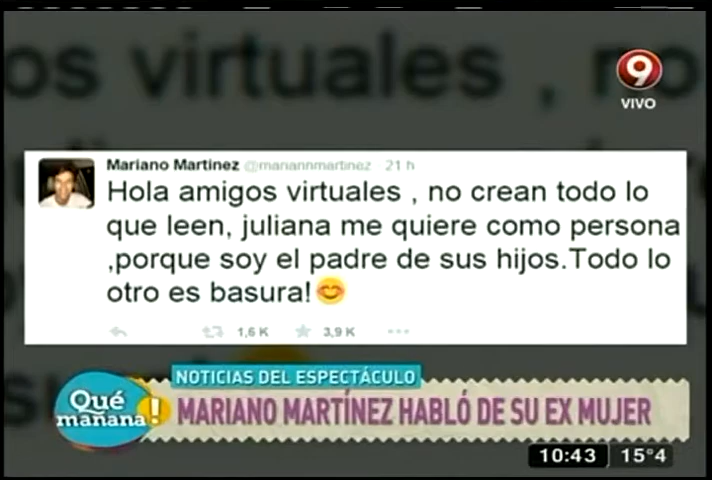 os virtuales , no
9
VIVO
Mariano Martinez @mariannmartinez 21 h
Hola amigos virtuales , no crean todo lo
que leen, juliana me quiere como persona
,porque soy el padre de sus hijos.Todo lo
otro es basura!😊
1,6 K 3,9 K
NOTICIAS DEL ESPECTÁCULO
Qué
mañana!
MARIANO MARTÍNEZ HABLÓ DE SU EX MUJER
10:43 15°4